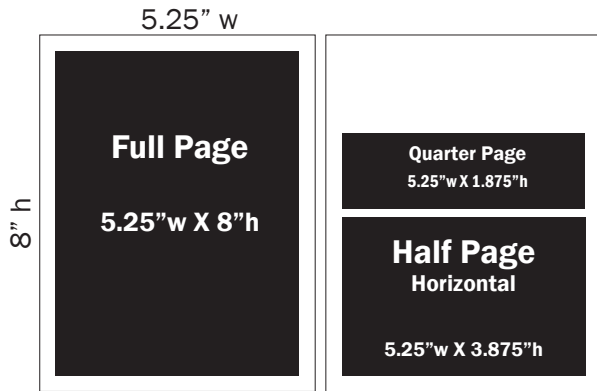 5.25” w
8” h
Full Page
5.25”w X 8”h
Quarter Page
5.25”w X 1.875”h
Half Page
Horizontal
5.25”w X 3.875”h